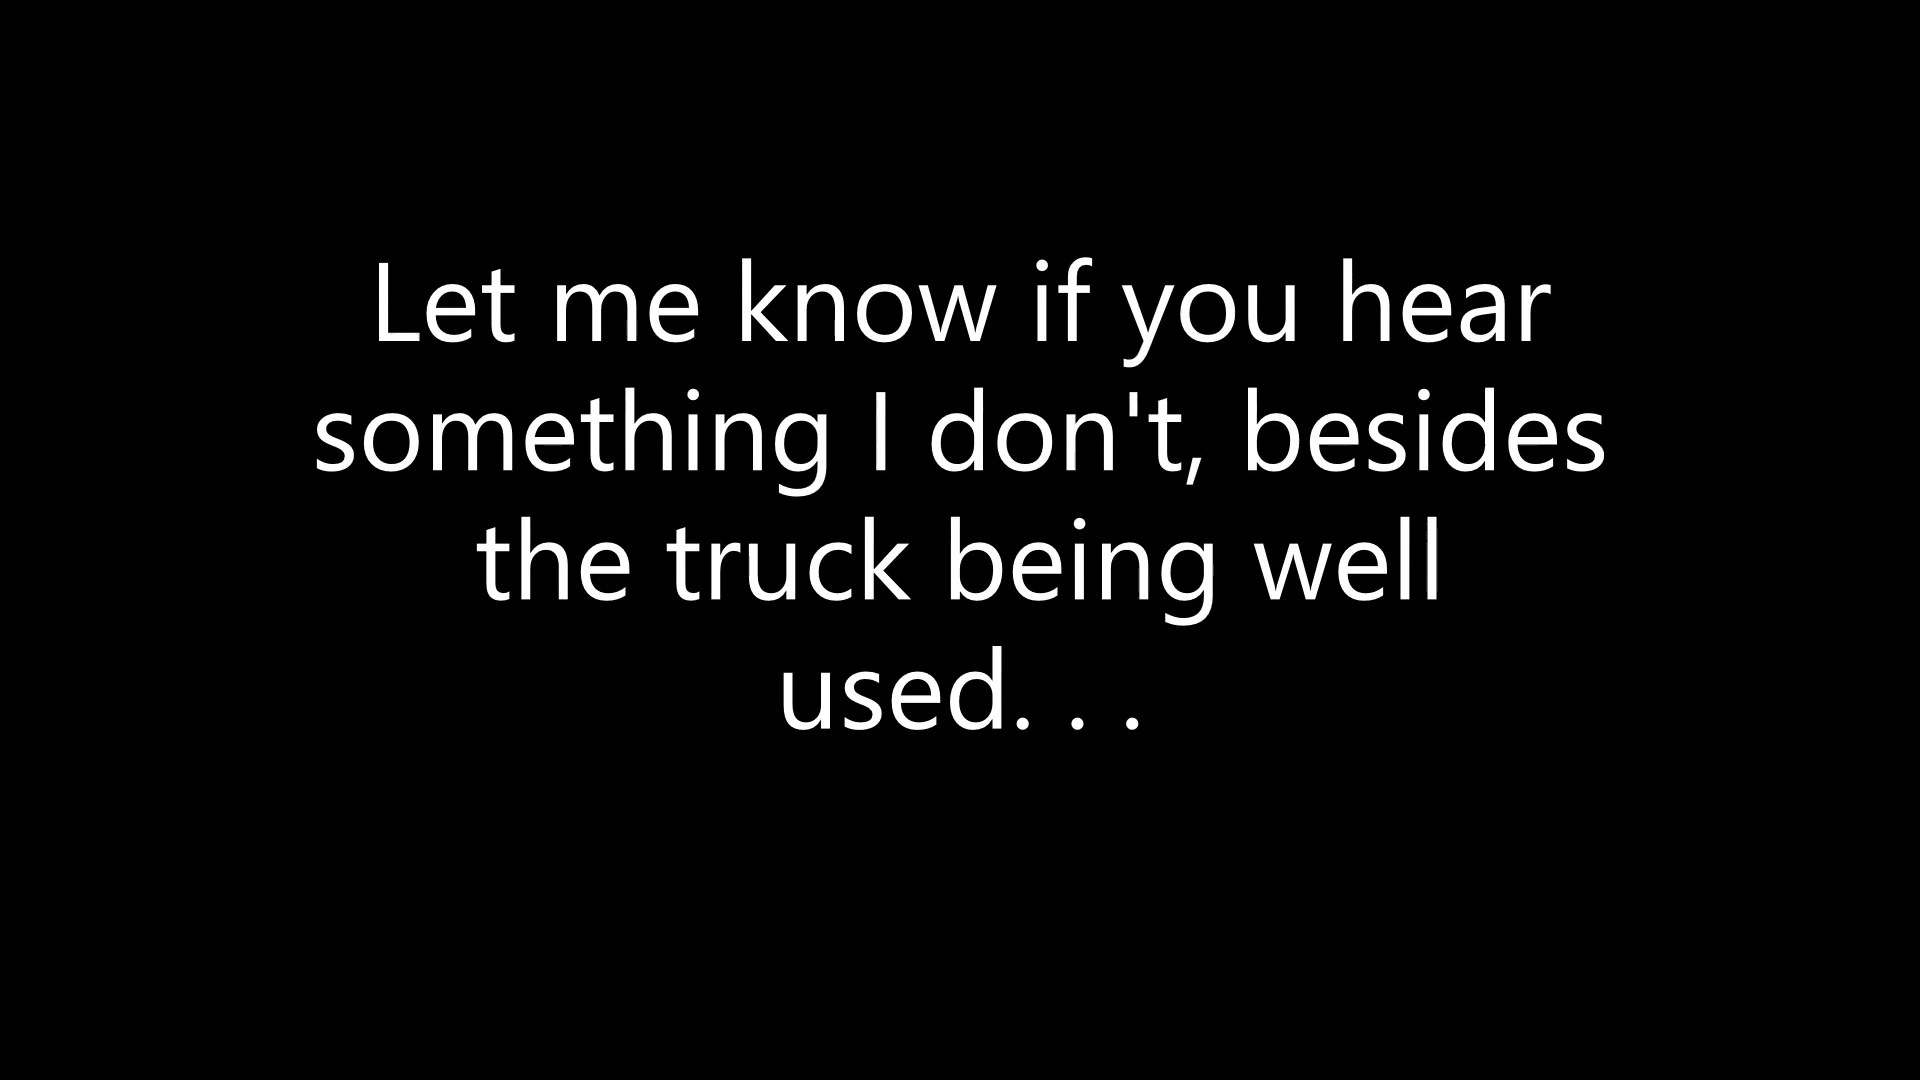 Let me know if you hear
something I don't, besides
the truck being well
used. . .